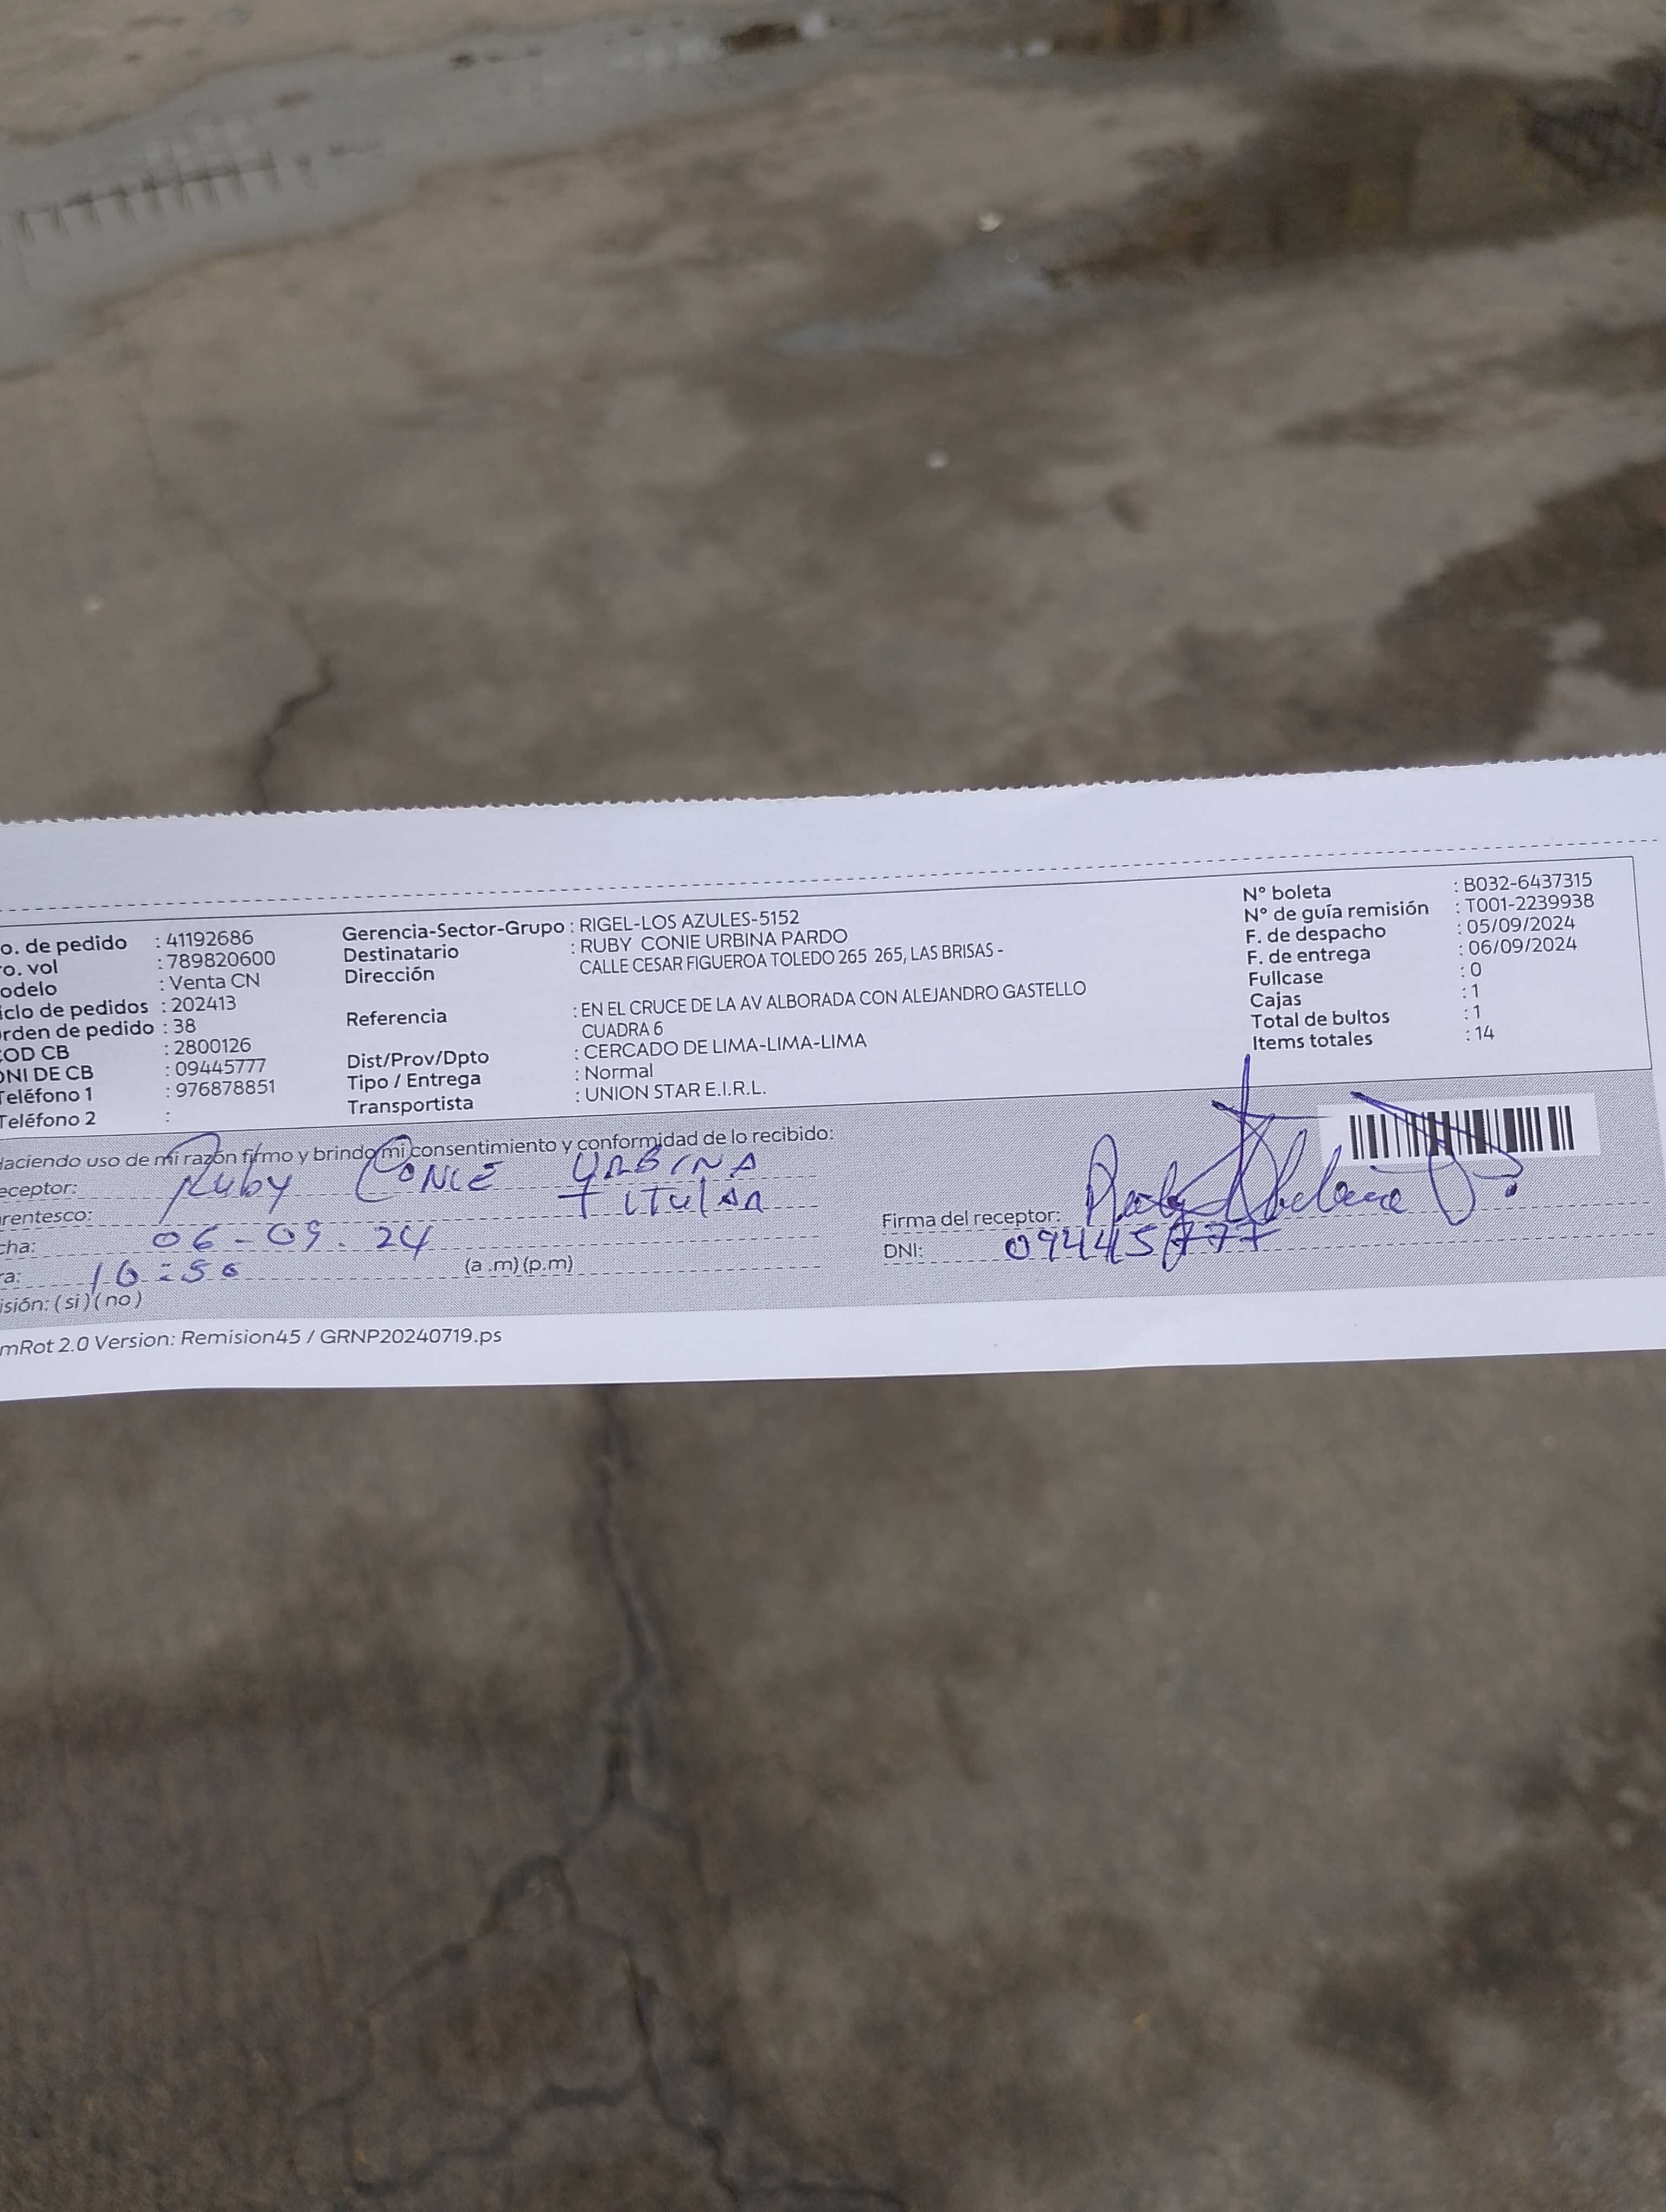 o. de pedido : 41192686
o. vol : 789820600
odelo : Venta CN
iclo de pedidos : 202413
rden de pedido : 38
COD CB : 2800126
DNI DE CB : 09445777
Teléfono 1 : 976878851
Teléfono 2 :
Gerencia-Sector-Grupo : RIGEL-LOS AZULES-5152
Destinatario : RUBY CONIE URBINA PARDO
Dirección CALLE CESAR FIGUEROA TOLEDO 265 265, LAS BRISAS -
Referencia : EN EL CRUCE DE LA AV ALBORADA CON ALEJANDRO GASTELLO
CUADRA 6
Dist/Prov/Dpto : CERCADO DE LIMA-LIMA-LIMA
Tipo / Entrega : Normal
Transportista : UNION STAR E.I.R.L.
N° boleta : B032-6437315
N° de guía remisión : T001-2239938
F. de despacho : 05/09/2024
F. de entrega : 06/09/2024
Fullcase : 0
Cajas : 1
Total de bultos : 1
Items totales : 14
Haciendo uso de mi razón firmo y brindo mi consentimiento y conformidad de lo recibido:
eceptor: Ruby CONIE URBINA
rentesco: TITULAR
cha: 06-09.24
ra: 16:50 (a .m) (p.m)
isión: ( si ) ( no )
Firma del receptor:
DNI: 09445777
mRot 2.0 Version: Remision45 / GRNP20240719.ps